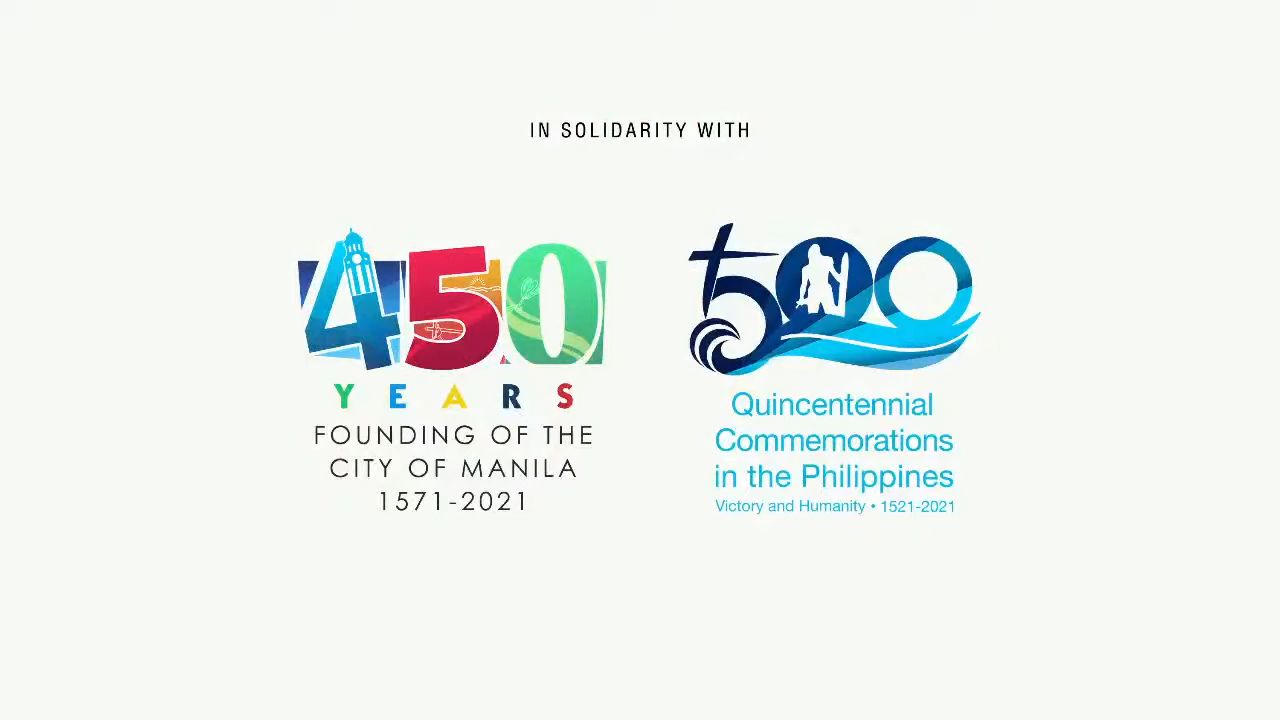 IN SOLIDARITY WITH
450
YEARS
FOUNDING OF THE
CITY OF MANILA
1571-2021
500
Quincentennial
Commemorations
in the Philippines
Victory and Humanity • 1521-2021